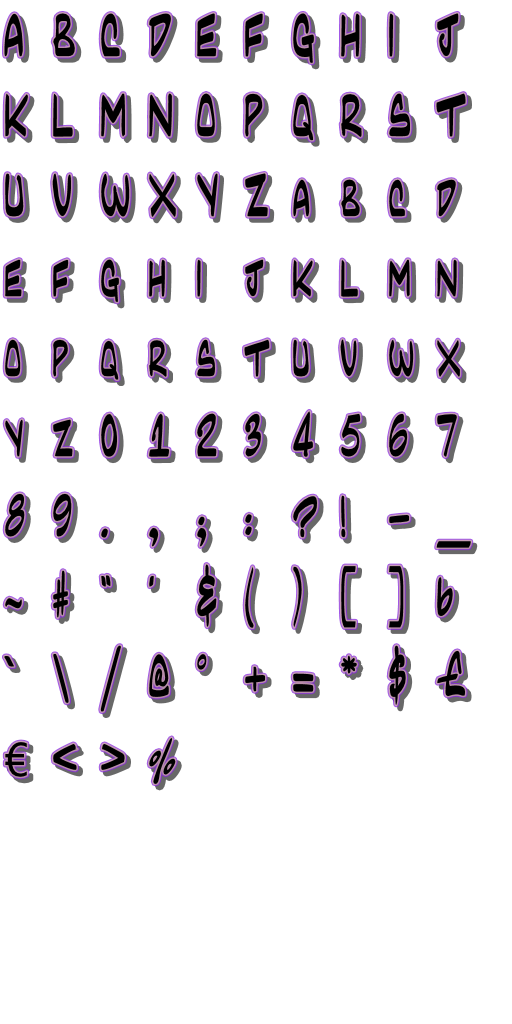 A B C D E F G H I J
K L M N O P Q R S T
U V W X Y Z A B C D
E F G H I J K L M N
O P Q R S T U V W X
Y Z 0 1 2 3 4 5 6 7
8 9 . , ; : ? ! - _
~ # " ' & ( ) [ ] b
` \ / @ ° + = * $ £
€ < > %